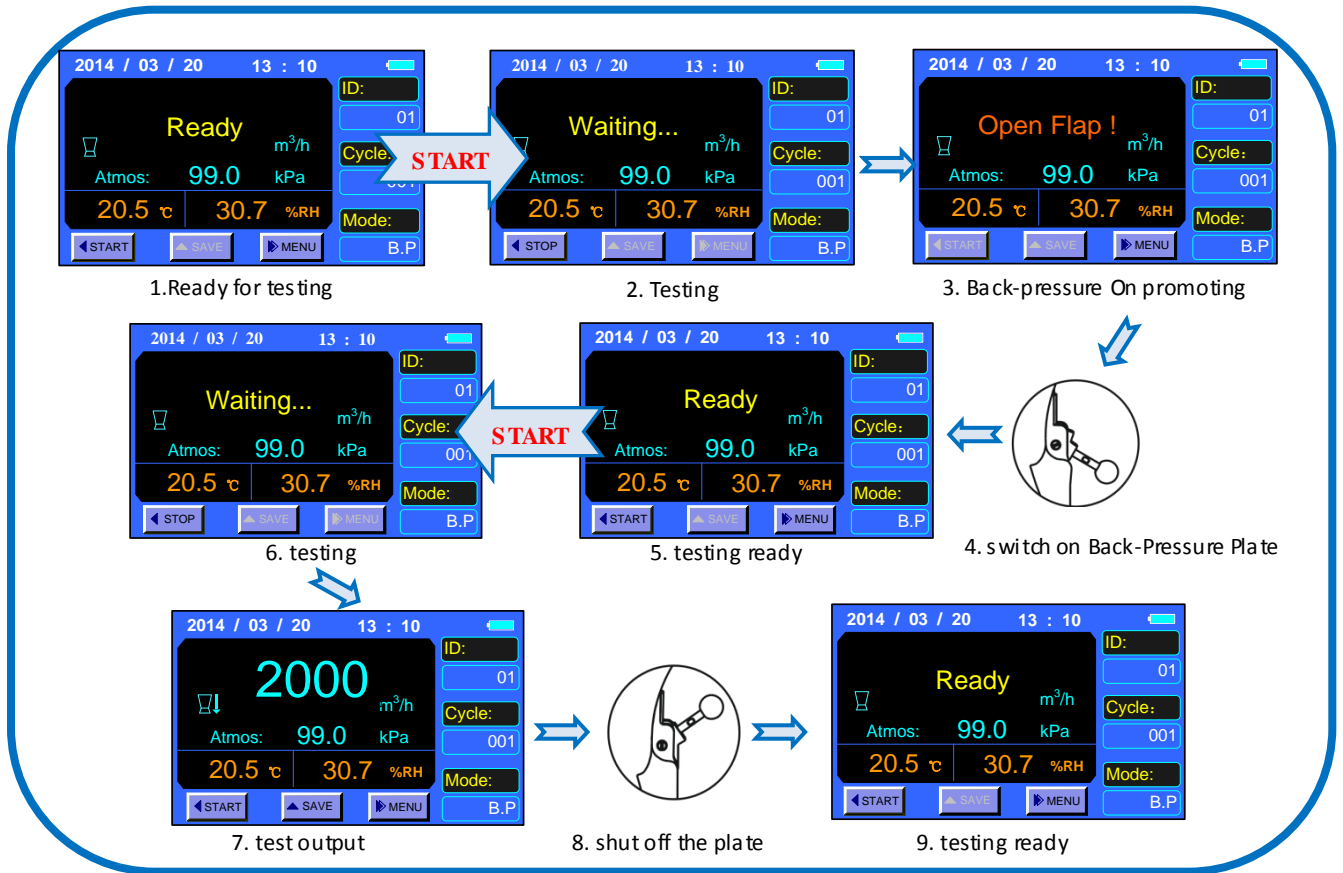 2014 / 03 / 20 13 : 10
ID:
01
Ready
m³/h
Cycle:
Atmos: 99.0 kPa
001
20.5 ℃ 30.7 %RH
Mode:
START SAVE MENU
B.P
1.Ready for testing
START
2014 / 03 / 20 13 : 10
ID:
01
Waiting...
m³/h
Cycle:
Atmos: 99.0 kPa
001
20.5 ℃ 30.7 %RH
Mode:
STOP SAVE MENU
B.P
2. Testing
2014 / 03 / 20 13 : 10
ID:
01
Open Flap !
m³/h
Cycle:
Atmos: 99.0 kPa
001
20.5 ℃ 30.7 %RH
Mode:
START SAVE MENU
B.P
3. Back-pressure On promoting
4. switch on Back-Pressure Plate
2014 / 03 / 20 13 : 10
ID:
01
Ready
m³/h
Cycle:
Atmos: 99.0 kPa
001
20.5 ℃ 30.7 %RH
Mode:
START SAVE MENU
B.P
5. testing ready
START
2014 / 03 / 20 13 : 10
ID:
01
Waiting...
m³/h
Cycle:
Atmos: 99.0 kPa
001
20.5 ℃ 30.7 %RH
Mode:
STOP SAVE MENU
B.P
6. testing
2014 / 03 / 20 13 : 10
ID:
01
2000
m³/h
Cycle:
Atmos: 99.0 kPa
001
20.5 ℃ 30.7 %RH
Mode:
START SAVE MENU
B.P
7. test output
8. shut off the plate
2014 / 03 / 20 13 : 10
ID:
01
Ready
m³/h
Cycle:
Atmos: 99.0 kPa
001
20.5 ℃ 30.7 %RH
Mode:
START SAVE MENU
B.P
9. testing ready